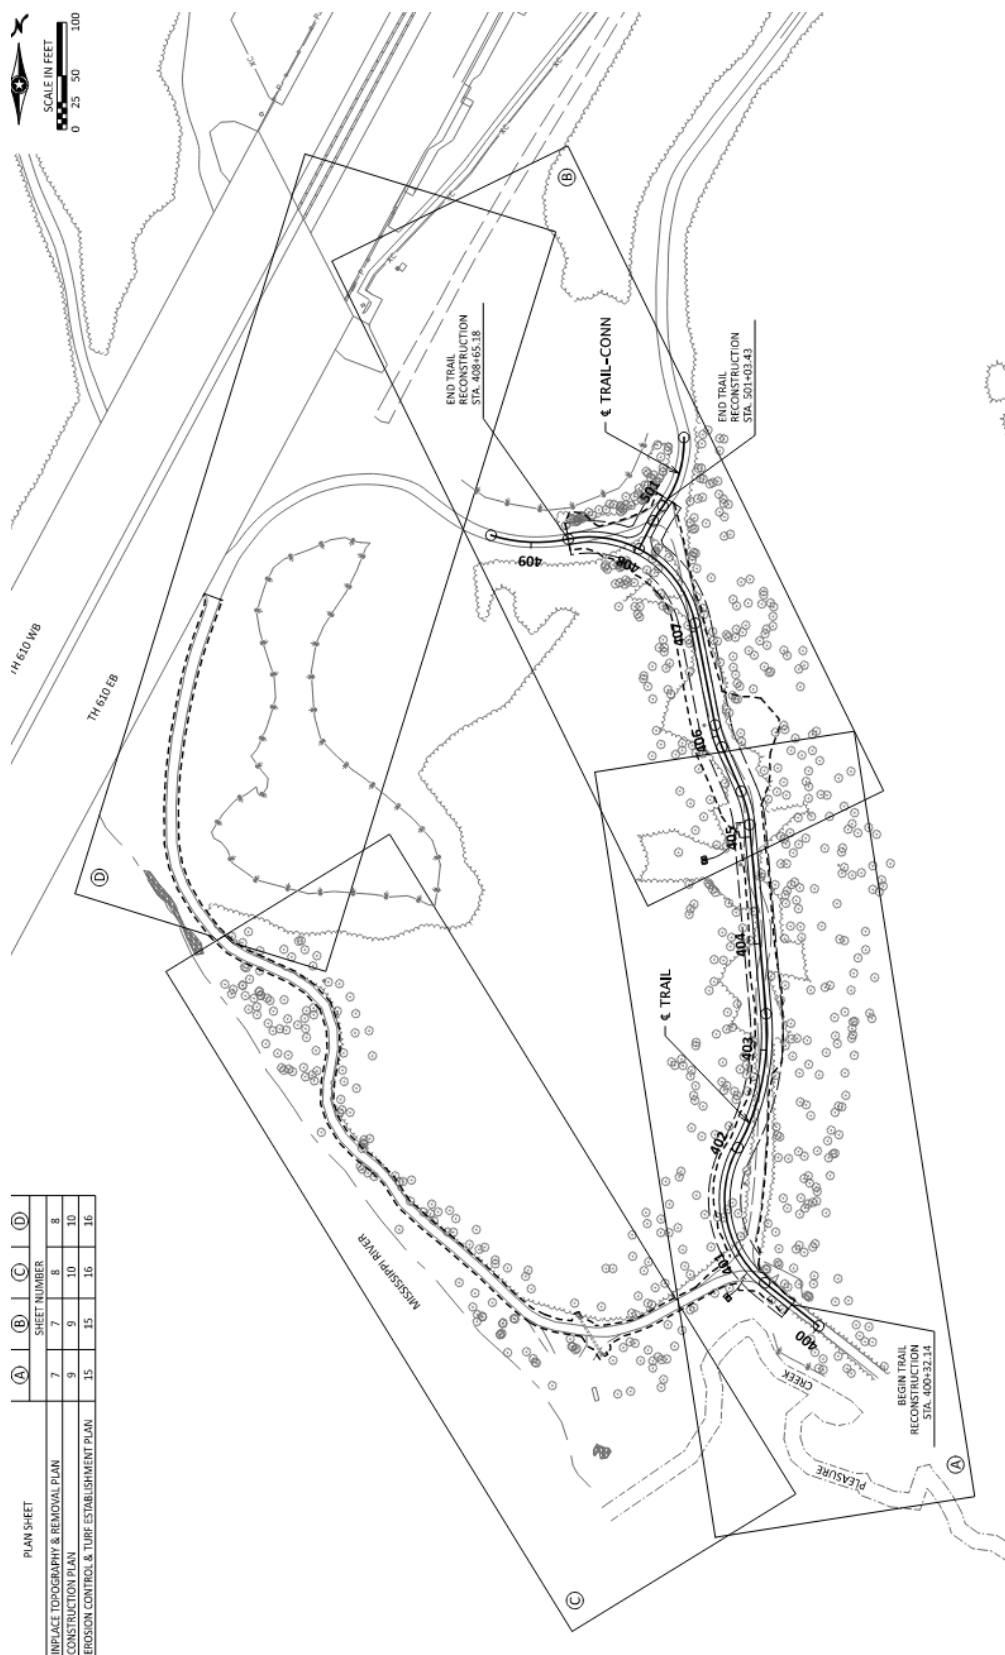 SCALE IN FEET
0 25 50 100
TH 610 WB
TH 610 EB
XC
XC
XC
XC
B
D
END TRAIL
RECONSTRUCTION
STA. 408+65.18
℄ TRAIL-CONN
END TRAIL
RECONSTRUCTION
STA. 501+03.43
501
409
408
407
406
405
404
403
402
401
400
℄ TRAIL
MISSISSIPPI RIVER
PLEASURE
CREEK
BEGIN TRAIL
RECONSTRUCTION
STA. 400+32.14
A
C
PLAN SHEET A B C D
SHEET NUMBER
INPLACE TOPOGRAPHY & REMOVAL PLAN 7 7 8 8
CONSTRUCTION PLAN 9 9 10 10
EROSION CONTROL & TURF ESTABLISHMENT PLAN 15 15 16 16